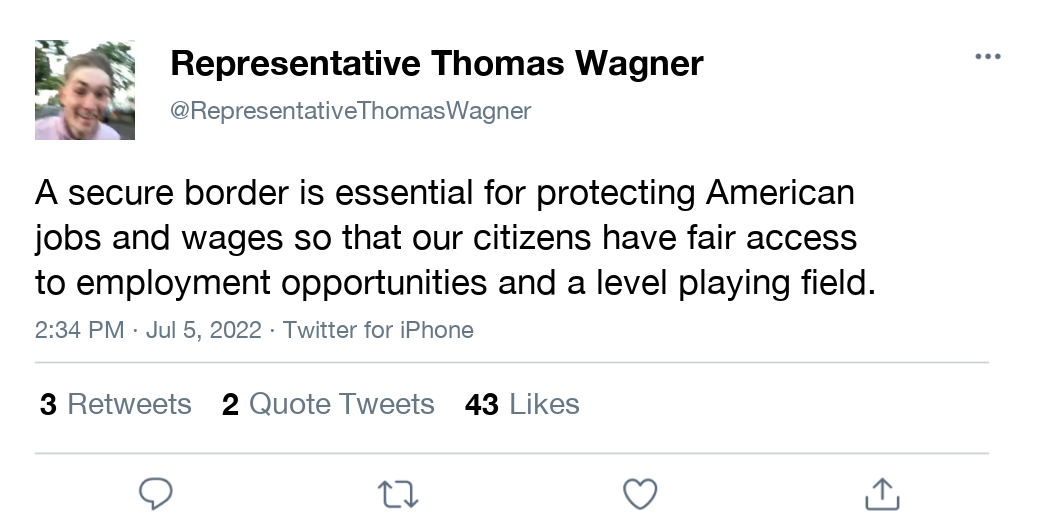 Representative Thomas Wagner
@RepresentativeThomasWagner
A secure border is essential for protecting American
jobs and wages so that our citizens have fair access
to employment opportunities and a level playing field.
2:34 PM · Jul 5, 2022 · Twitter for iPhone
3 Retweets 2 Quote Tweets 43 Likes